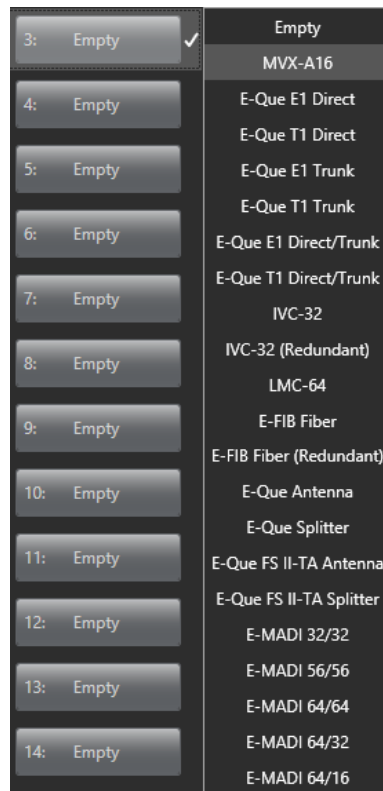 3: Empty
4: Empty
5: Empty
6: Empty
7: Empty
8: Empty
9: Empty
10: Empty
11: Empty
12: Empty
13: Empty
14: Empty
Empty
MVX-A16
E-Que E1 Direct
E-Que T1 Direct
E-Que E1 Trunk
E-Que T1 Trunk
E-Que E1 Direct/Trunk
E-Que T1 Direct/Trunk
IVC-32
IVC-32 (Redundant)
LMC-64
E-FIB Fiber
E-FIB Fiber (Redundant)
E-Que Antenna
E-Que Splitter
E-Que FS II-TA Antenna
E-Que FS II-TA Splitter
E-MADI 32/32
E-MADI 56/56
E-MADI 64/64
E-MADI 64/32
E-MADI 64/16